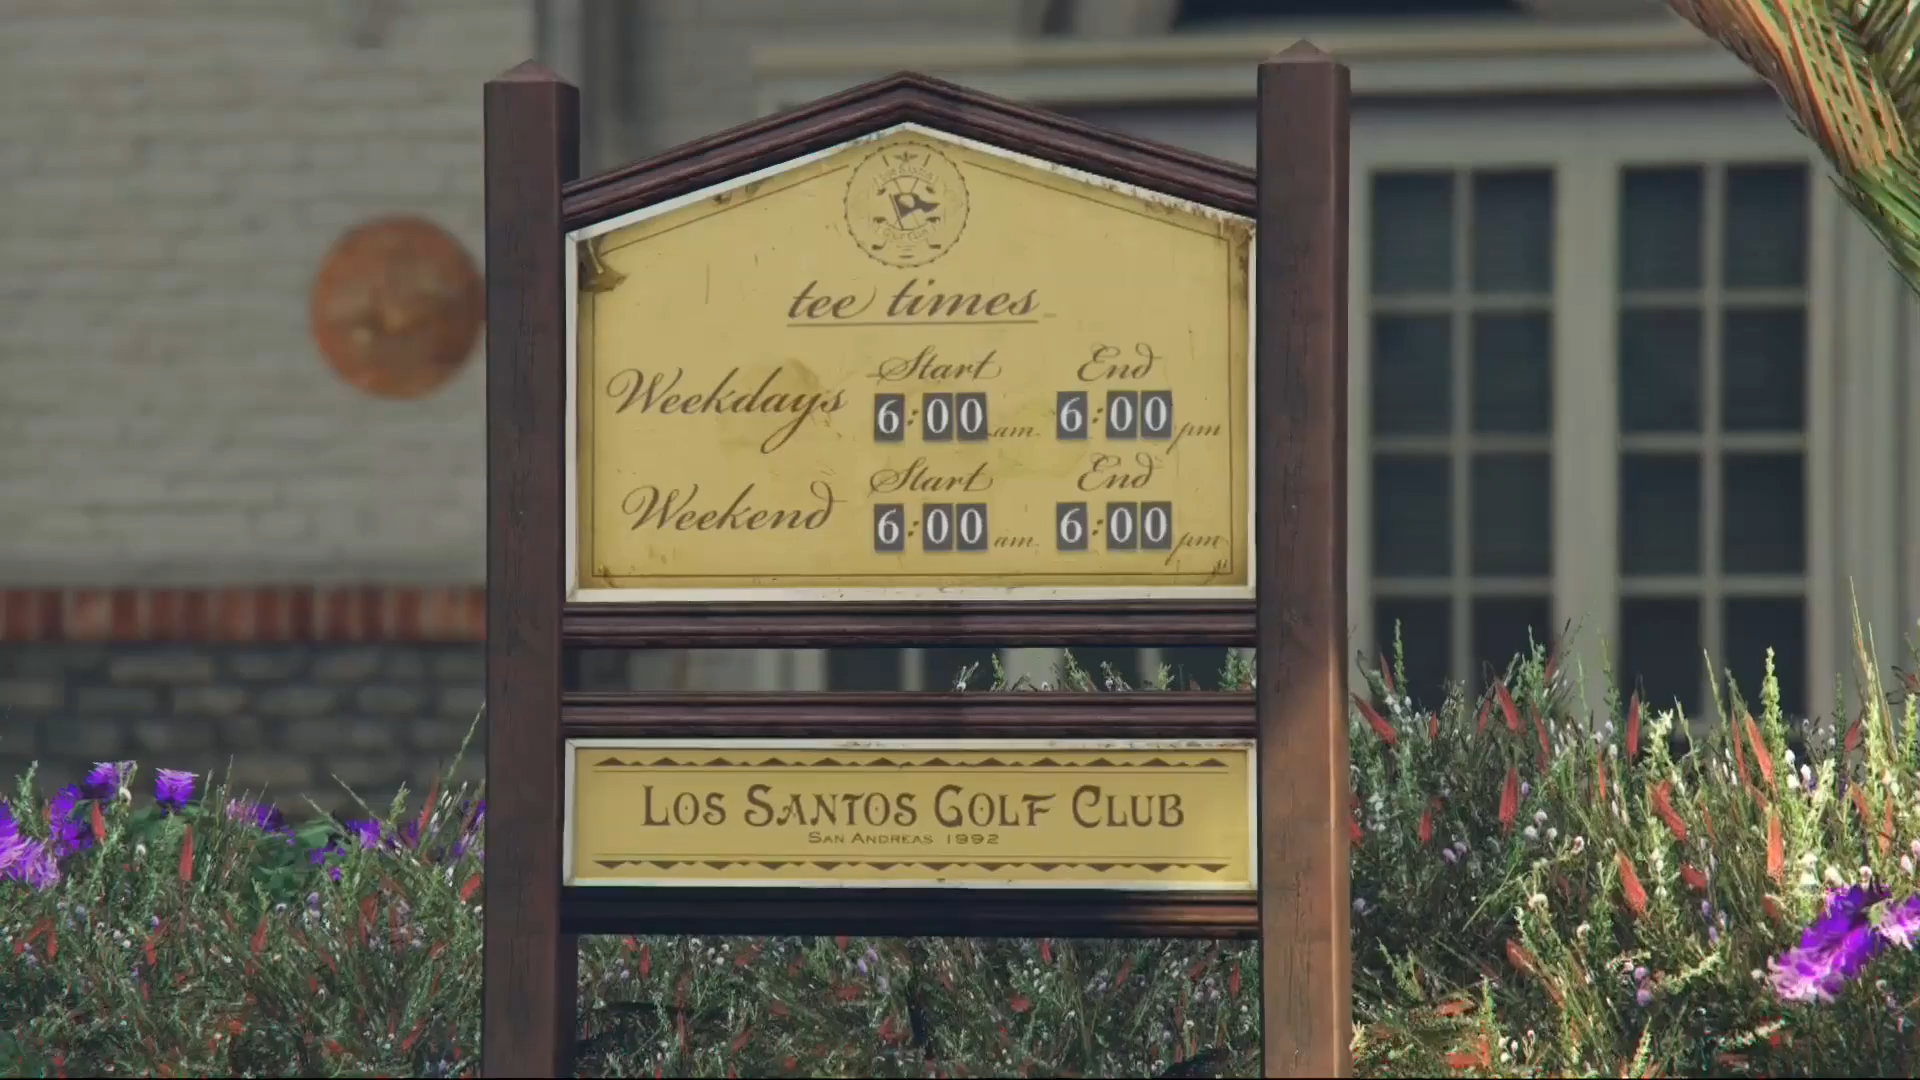 tee times
Start End
Weekdays 6:00 am 6:00 pm
Start End
Weekend 6:00 am 6:00 pm
LOS SANTOS GOLF CLUB
SAN ANDREAS 1992